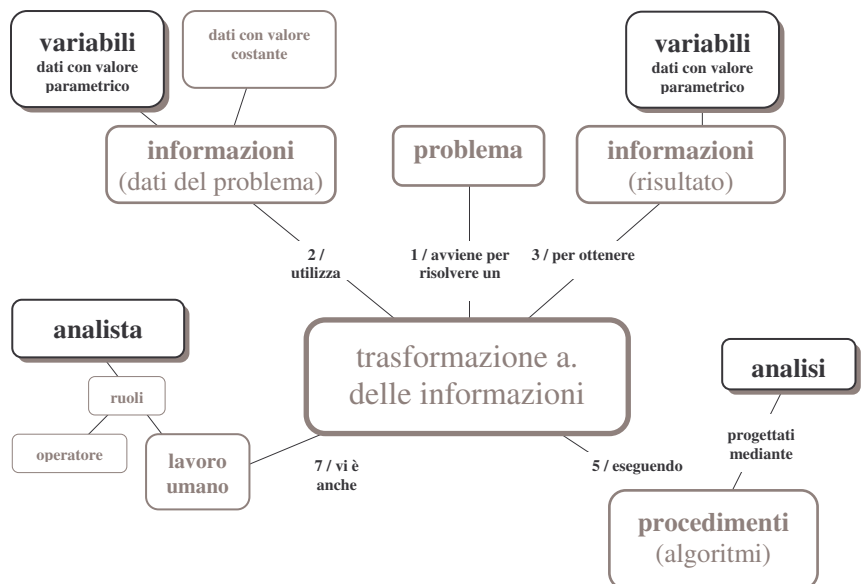 variabili
dati con valore
parametrico
dati con valore
costante
variabili
dati con valore
parametrico
informazioni
(dati del problema)
problema
informazioni
(risultato)
2 /
utilizza
1 / avviene per
risolvere un
3 / per ottenere
analista
trasformazione a.
delle informazioni
analisi
ruoli
operatore
lavoro
umano
7 / vi è
anche
5 / eseguendo
progettati
mediante
procedimenti
(algoritmi)